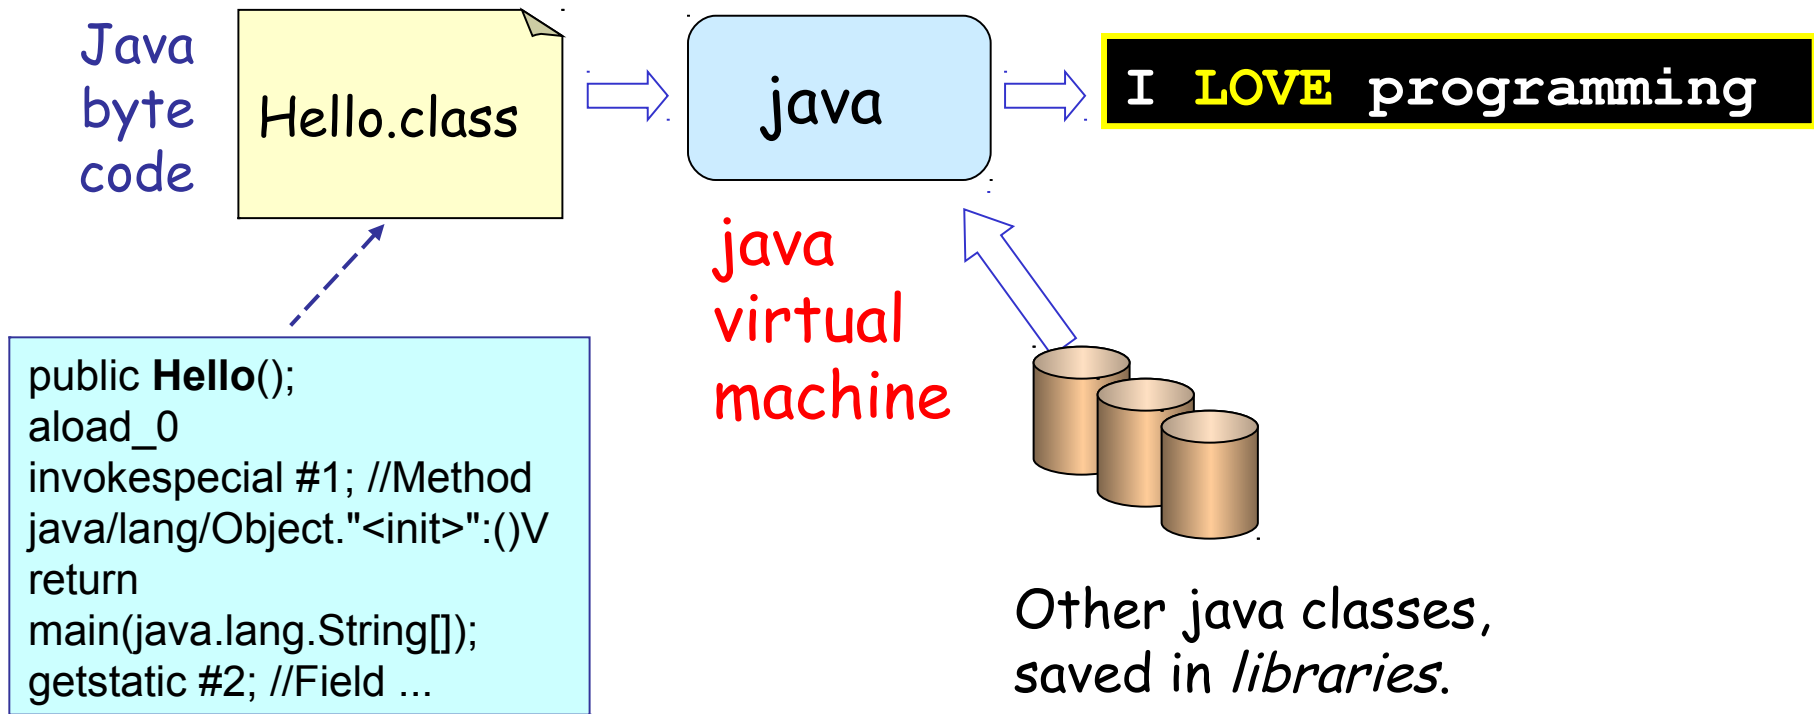 Java
byte
code
Hello.class
java
I LOVE programming
java
virtual
machine
public Hello();
aload_0
invokespecial #1; //Method
java/lang/Object."<init>":()V
return
main(java.lang.String[]);
getstatic #2; //Field ...
Other java classes,
saved in libraries.